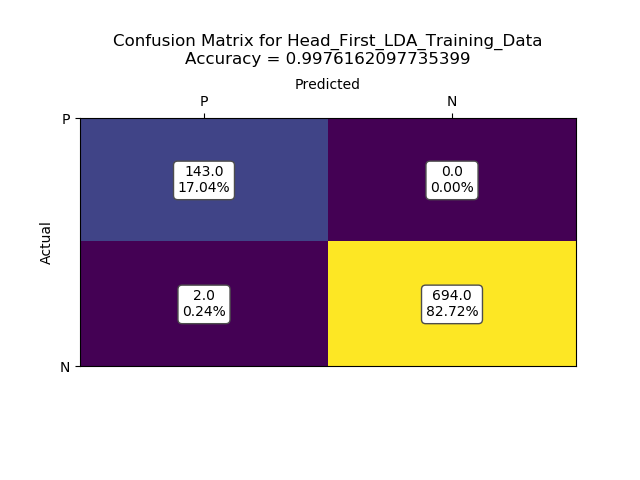 Confusion Matrix for Head_First_LDA_Training_Data
Accuracy = 0.9976162097735399
Predicted
P N
P
143.0 0.0
17.04% 0.00%
Actual
2.0 694.0
0.24% 82.72%
N